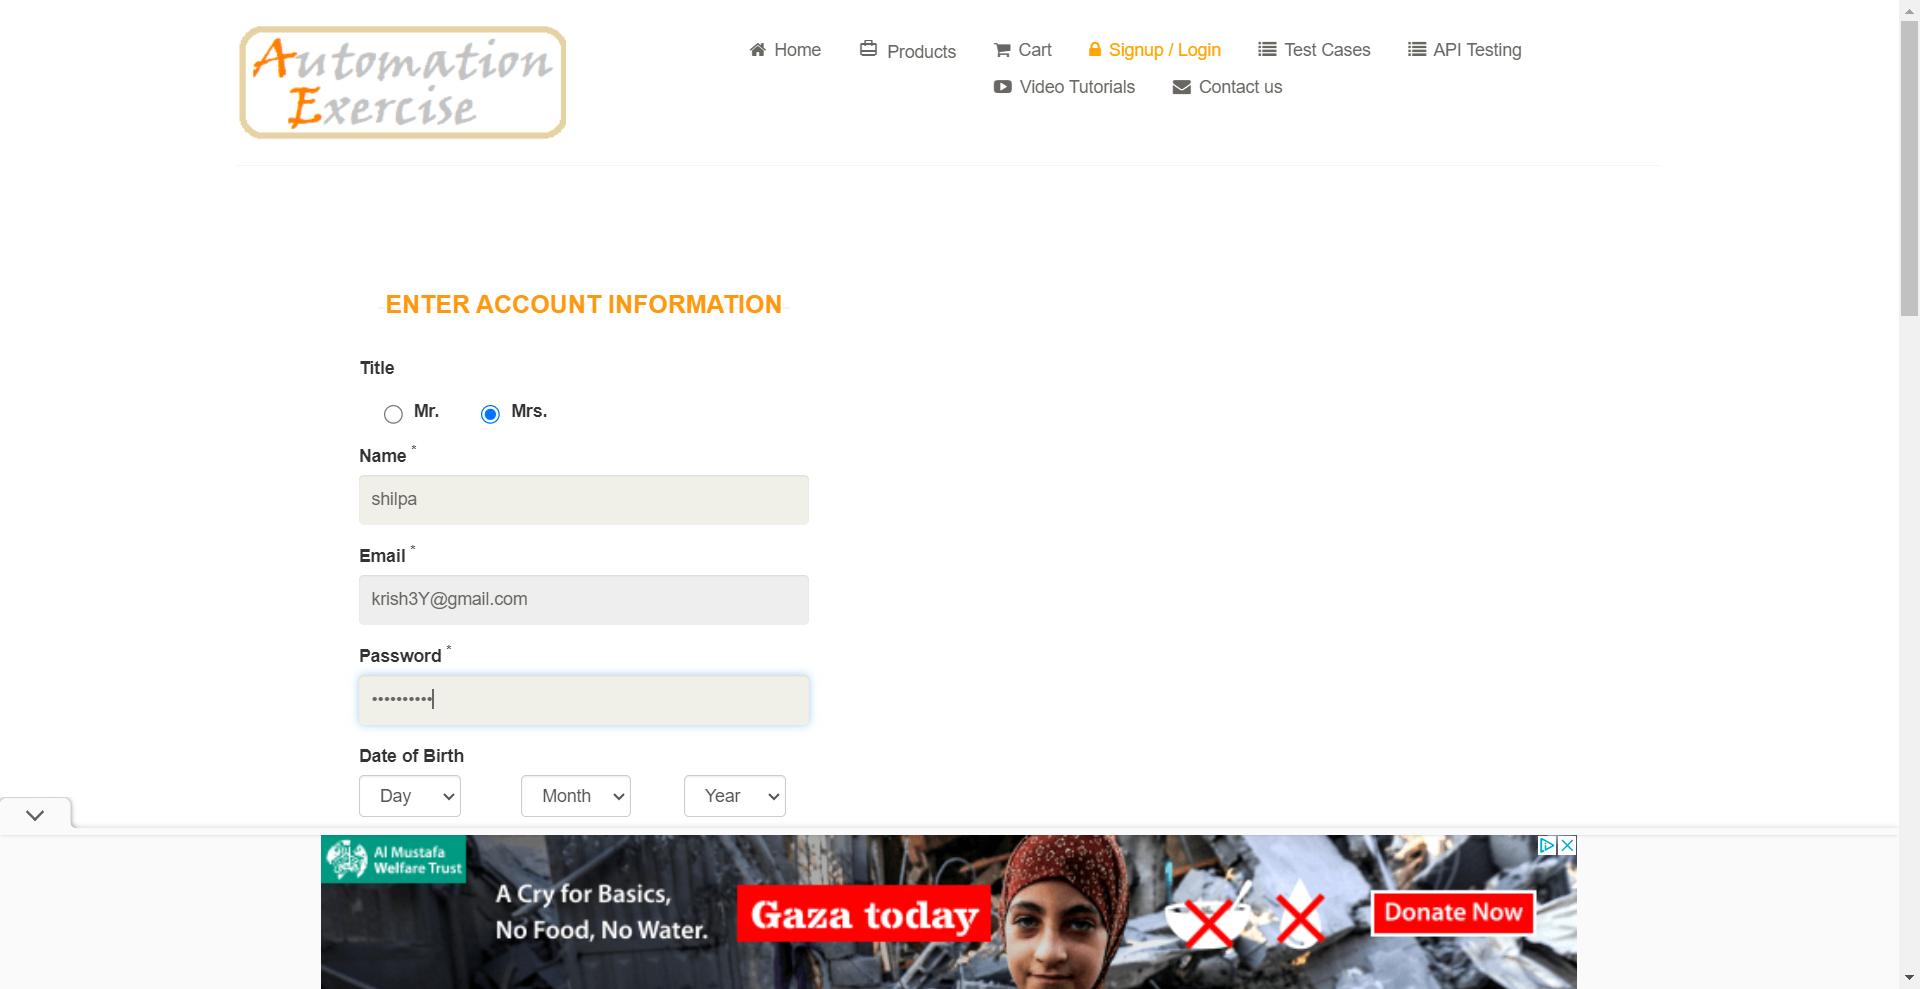 Automation
Exercise
Home
Products
Cart
Signup / Login
Test Cases
API Testing
Video Tutorials
Contact us
ENTER ACCOUNT INFORMATION
Title
Mr.
Mrs.
Name *
shilpa
Email *
krish3Y@gmail.com
Password *
••••••••••
Date of Birth
Day
Month
Year
Al Mustafa
Welfare Trust
A Cry for Basics,
No Food, No Water.
Gaza today
Donate Now